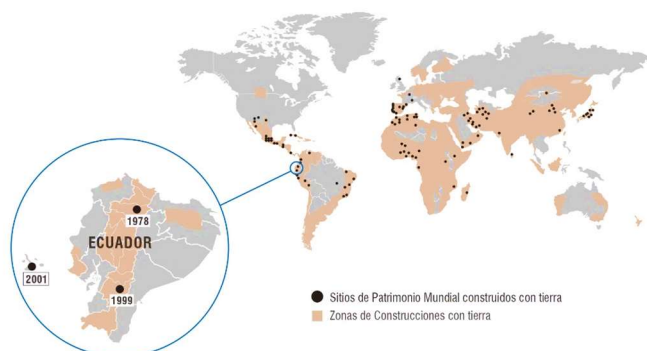 1978
ECUADOR
2001
1999
Sitios de Patrimonio Mundial construidos con tierra
Zonas de Construcciones con tierra